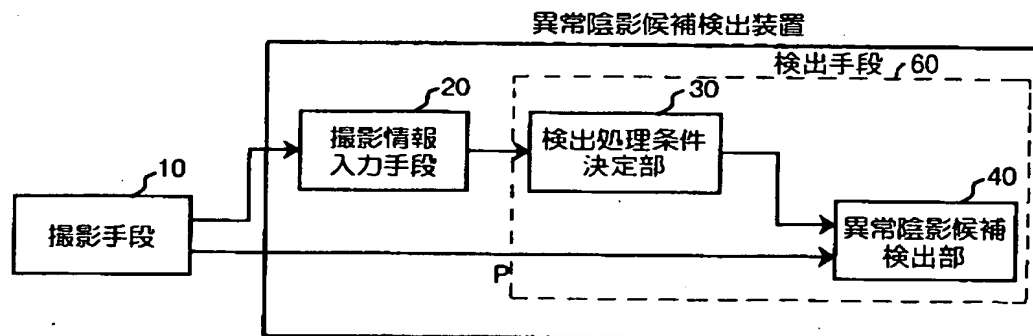 異常陰影候補検出装置
検出手段
60
20
撮影情報
入力手段
30
検出処理条件
決定部
10
撮影手段
40
異常陰影候補
検出部
P